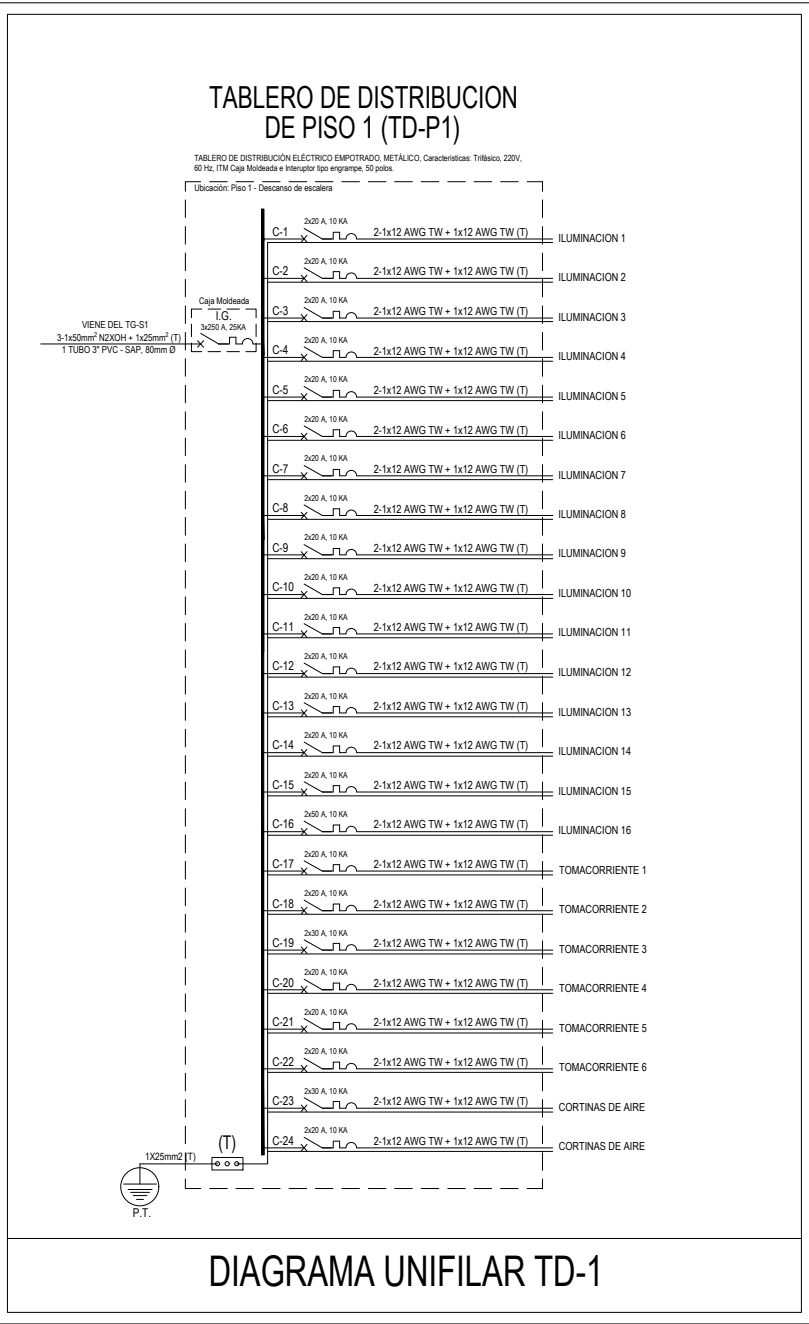 TABLERO DE DISTRIBUCION
DE PISO 1 (TD-P1)
TABLERO DE DISTRIBUCIÓN ELÉCTRICO EMPOTRADO, METÁLICO, Caracteristicas: Trifásico, 220V,
60 Hz, ITM Caja Moldeada e Interuptor tipo engrampe, 50 polos.
Ubicación: Piso 1 - Descanso de escalera
VIENE DEL TG-S1
3-1x50mm² N2XOH + 1x25mm² (T)
1 TUBO 3" PVC - SAP, 80mm Ø
Caja Moldeada
I.G.
3x250 A, 25KA
C-1 2x20 A, 10 KA 2-1x12 AWG TW + 1x12 AWG TW (T) ILUMINACION 1
C-2 2x20 A, 10 KA 2-1x12 AWG TW + 1x12 AWG TW (T) ILUMINACION 2
C-3 2x20 A, 10 KA 2-1x12 AWG TW + 1x12 AWG TW (T) ILUMINACION 3
C-4 2x20 A, 10 KA 2-1x12 AWG TW + 1x12 AWG TW (T) ILUMINACION 4
C-5 2x20 A, 10 KA 2-1x12 AWG TW + 1x12 AWG TW (T) ILUMINACION 5
C-6 2x20 A, 10 KA 2-1x12 AWG TW + 1x12 AWG TW (T) ILUMINACION 6
C-7 2x20 A, 10 KA 2-1x12 AWG TW + 1x12 AWG TW (T) ILUMINACION 7
C-8 2x20 A, 10 KA 2-1x12 AWG TW + 1x12 AWG TW (T) ILUMINACION 8
C-9 2x20 A, 10 KA 2-1x12 AWG TW + 1x12 AWG TW (T) ILUMINACION 9
C-10 2x20 A, 10 KA 2-1x12 AWG TW + 1x12 AWG TW (T) ILUMINACION 10
C-11 2x20 A, 10 KA 2-1x12 AWG TW + 1x12 AWG TW (T) ILUMINACION 11
C-12 2x20 A, 10 KA 2-1x12 AWG TW + 1x12 AWG TW (T) ILUMINACION 12
C-13 2x20 A, 10 KA 2-1x12 AWG TW + 1x12 AWG TW (T) ILUMINACION 13
C-14 2x20 A, 10 KA 2-1x12 AWG TW + 1x12 AWG TW (T) ILUMINACION 14
C-15 2x20 A, 10 KA 2-1x12 AWG TW + 1x12 AWG TW (T) ILUMINACION 15
C-16 2x50 A, 10 KA 2-1x12 AWG TW + 1x12 AWG TW (T) ILUMINACION 16
C-17 2x20 A, 10 KA 2-1x12 AWG TW + 1x12 AWG TW (T) TOMACORRIENTE 1
C-18 2x20 A, 10 KA 2-1x12 AWG TW + 1x12 AWG TW (T) TOMACORRIENTE 2
C-19 2x30 A, 10 KA 2-1x12 AWG TW + 1x12 AWG TW (T) TOMACORRIENTE 3
C-20 2x20 A, 10 KA 2-1x12 AWG TW + 1x12 AWG TW (T) TOMACORRIENTE 4
C-21 2x20 A, 10 KA 2-1x12 AWG TW + 1x12 AWG TW (T) TOMACORRIENTE 5
C-22 2x20 A, 10 KA 2-1x12 AWG TW + 1x12 AWG TW (T) TOMACORRIENTE 6
C-23 2x30 A, 10 KA 2-1x12 AWG TW + 1x12 AWG TW (T) CORTINAS DE AIRE
C-24 2x20 A, 10 KA 2-1x12 AWG TW + 1x12 AWG TW (T) CORTINAS DE AIRE
(T)
1X25mm2 (T)
P.T.
DIAGRAMA UNIFILAR TD-1